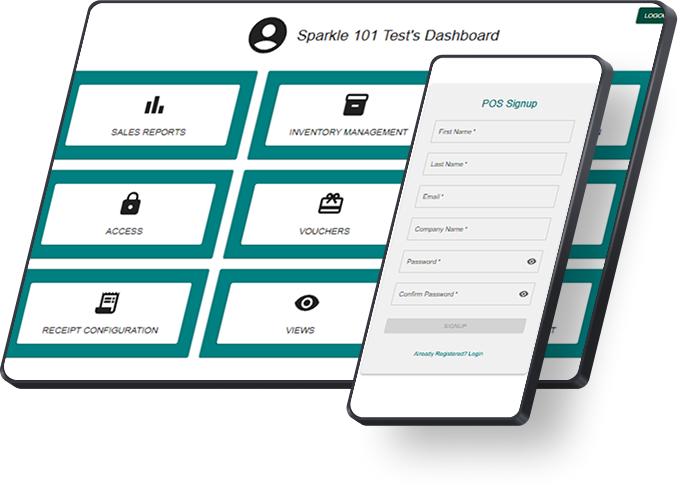 LOGO
Sparkle 101 Test's Dashboard
SALES REPORTS
INVENTORY MANAGEMENT
ACCESS
VOUCHERS
RECEIPT CONFIGURATION
VIEWS
POS Signup
First Name *
Last Name *
Email *
Company Name *
Password *
Confirm Password *
SIGNUP
Already Registered? Login